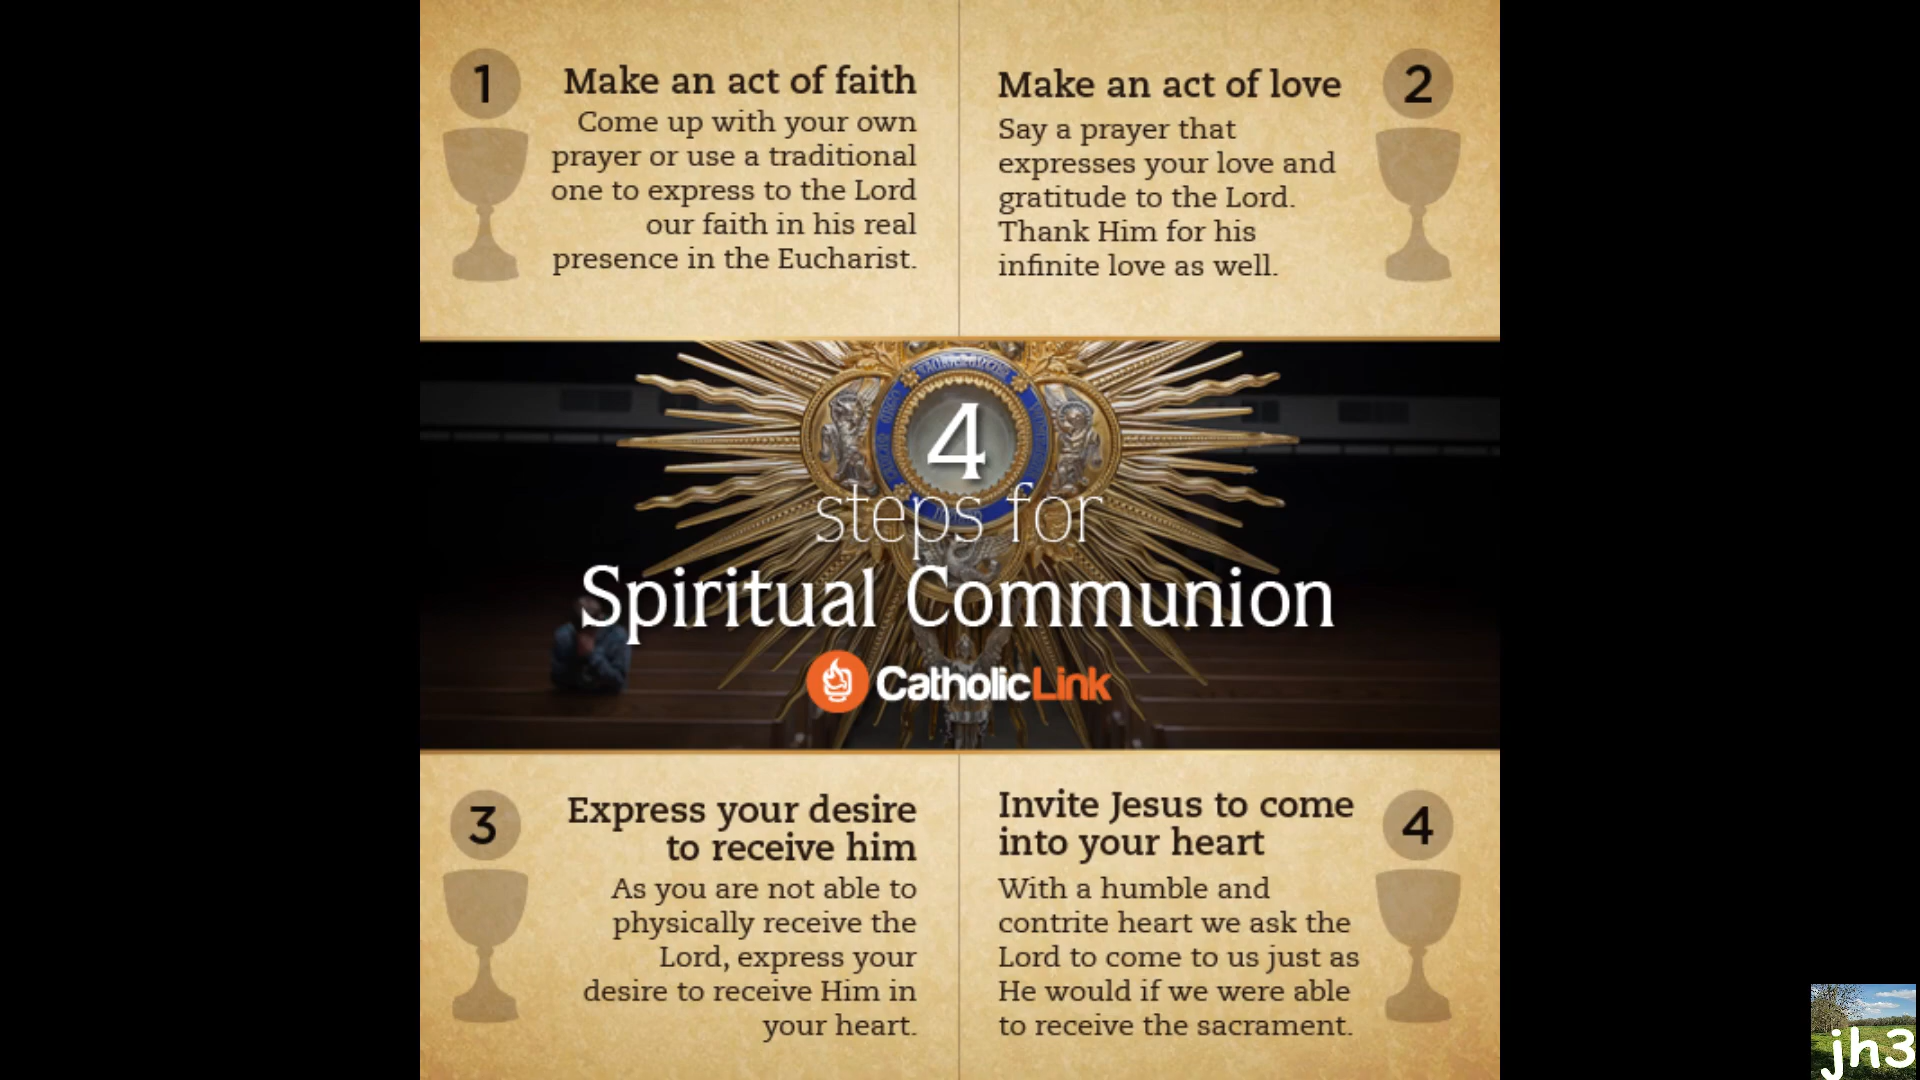 1
Make an act of faith
Come up with your own
prayer or use a traditional
one to express to the Lord
our faith in his real
presence in the Eucharist.
2
Make an act of love
Say a prayer that
expresses your love and
gratitude to the Lord.
Thank Him for his
infinite love as well.
4
steps for
Spiritual Communion
CatholicLink
3
Express your desire
to receive him
As you are not able to
physically receive the
Lord, express your
desire to receive Him in
your heart.
4
Invite Jesus to come
into your heart
With a humble and
contrite heart we ask the
Lord to come to us just as
He would if we were able
to receive the sacrament.
jh3